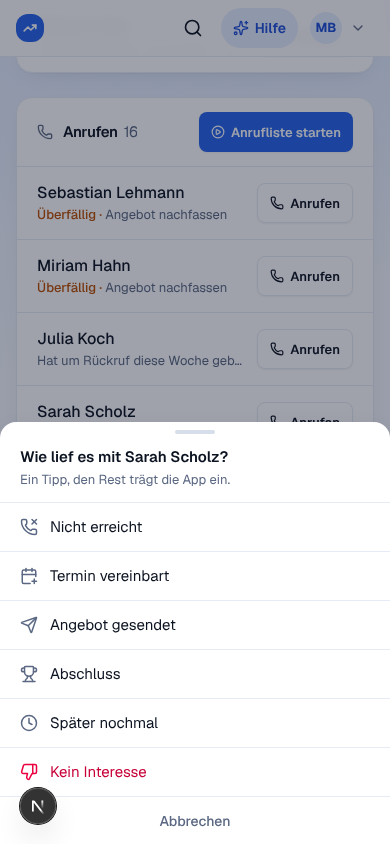 Hilfe
MB
Anrufen 16
Anrufliste starten
Sebastian Lehmann
Überfällig · Angebot nachfassen
Anrufen
Miriam Hahn
Überfällig · Angebot nachfassen
Anrufen
Julia Koch
Hat um Rückruf diese Woche geb…
Anrufen
Sarah Scholz
Anrufen
Wie lief es mit Sarah Scholz?
Ein Tipp, den Rest trägt die App ein.
Nicht erreicht
Termin vereinbart
Angebot gesendet
Abschluss
Später nochmal
Kein Interesse
N
Abbrechen